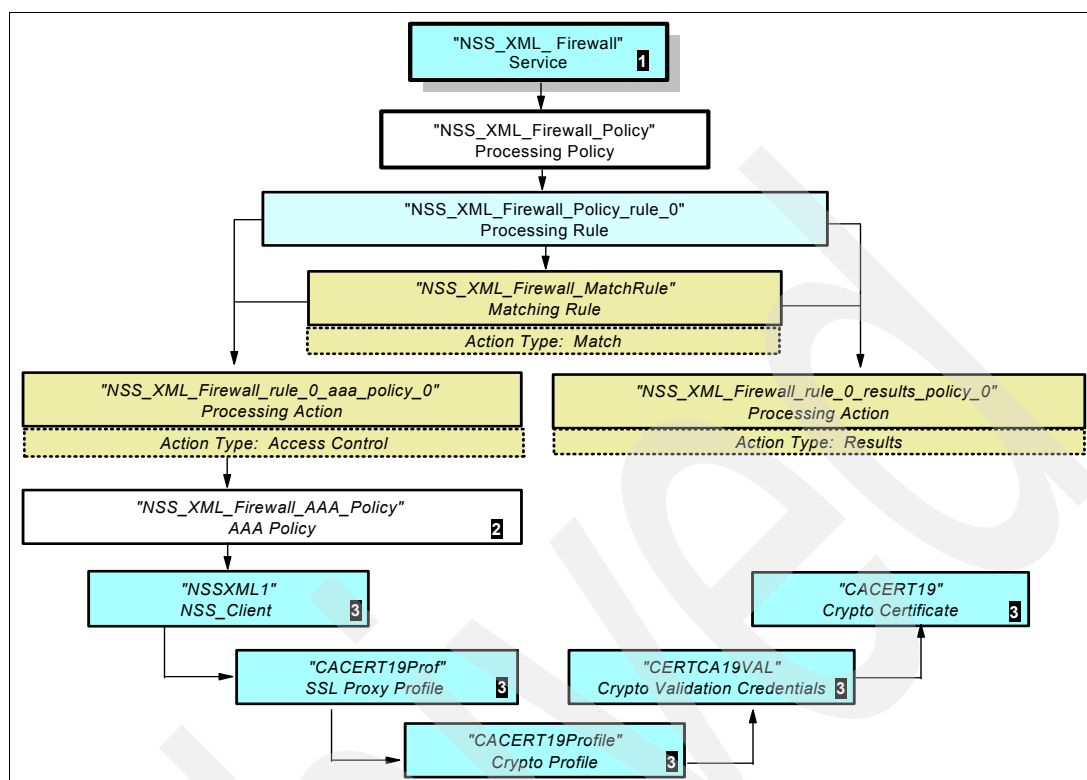 "NSS_XML_ Firewall"
Service
1
"NSS_XML_Firewall_Policy"
Processing Policy
"NSS_XML_Firewall_Policy_rule_0"
Processing Rule
"NSS_XML_Firewall_MatchRule"
Matching Rule
Action Type: Match
"NSS_XML_Firewall_rule_0_aaa_policy_0"
Processing Action
Action Type: Access Control
"NSS_XML_Firewall_rule_0_results_policy_0"
Processing Action
Action Type: Results
"NSS_XML_Firewall_AAA_Policy"
AAA Policy
2
"NSSXML1"
NSS_Client
3
"CACERT19"
Crypto Certificate
3
"CACERT19Prof"
SSL Proxy Profile
3
"CERTCA19VAL"
Crypto Validation Credentials
3
"CACERT19Profile"
Crypto Profile
3